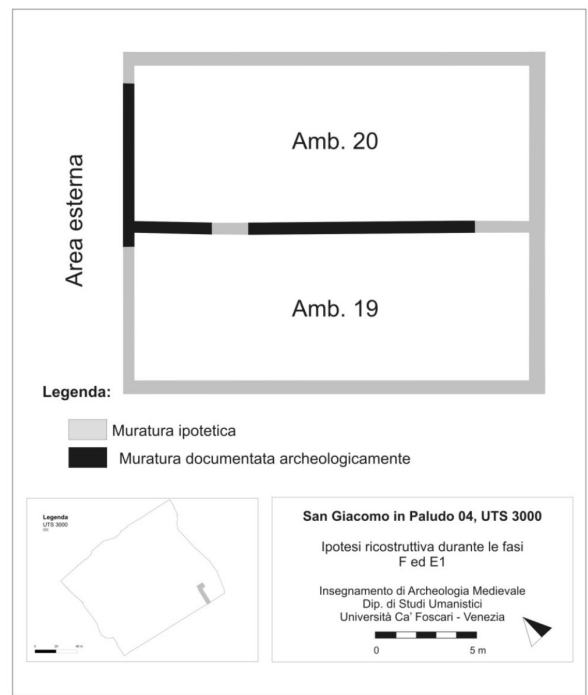 Amb. 20
Area esterna
Amb. 19
Legenda:
Muratura ipotetica
Muratura documentata archeologicamente
Legenda
UTS 3000
San Giacomo in Paludo 04, UTS 3000
Ipotesi ricostruttiva durante le fasi
F ed E1
Insegnamento di Archeologia Medievale
Dip. di Studi Umanistici
Università Ca' Foscari - Venezia
0 5 m